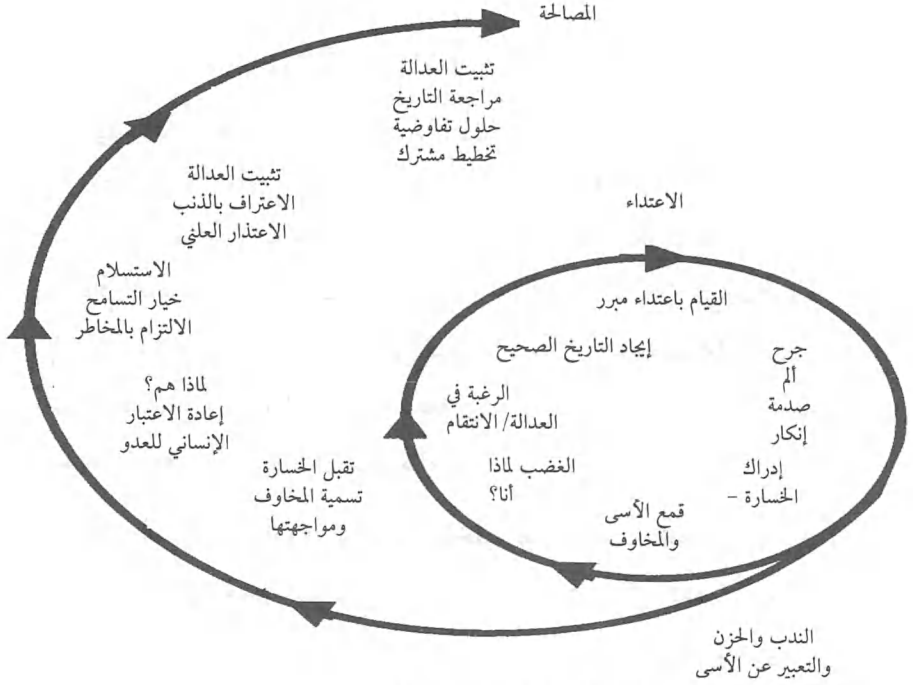 المصالحة
تثبيت العدالة
مراجعة التاريخ
حلول تفاوضية
تخطيط مشترك
تثبيت العدالة
الاعتراف بالذنب
الاعتذار العلني
الاستسلام
خيار التسامح
الالتزام بالمخاطر
لماذا هم؟
إعادة الاعتبار
الإنساني للعدو
تقبل الخسارة
تسمية المخاوف
ومواجهتها
الاعتداء
القيام باعتداء مبرر
إيجاد التاريخ الصحيح
الرغبة في
العدالة/ الانتقام
الغضب لماذا
أنا؟
قمع الأسى
والمخاوف
جرح
ألم
صدمة
إنكار
إدراك
الخسارة –
الندب والحزن
والتعبير عن الأسى